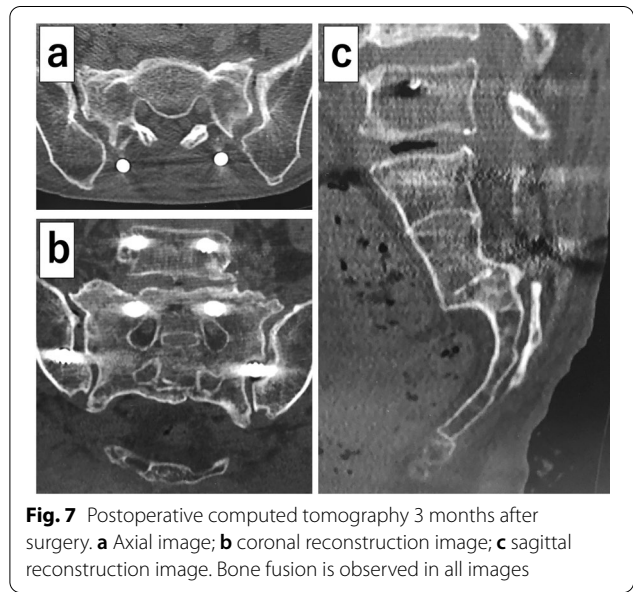 a
b
c
Fig. 7 Postoperative computed tomography 3 months after
surgery. a Axial image; b coronal reconstruction image; c sagittal
reconstruction image. Bone fusion is observed in all images